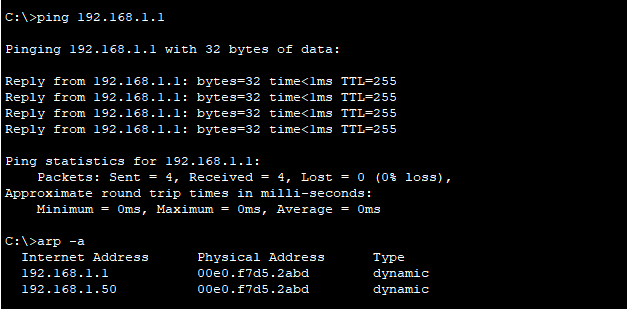 C:\>ping 192.168.1.1
Pinging 192.168.1.1 with 32 bytes of data:
Reply from 192.168.1.1: bytes=32 time<1ms TTL=255
Reply from 192.168.1.1: bytes=32 time<1ms TTL=255
Reply from 192.168.1.1: bytes=32 time<1ms TTL=255
Reply from 192.168.1.1: bytes=32 time<1ms TTL=255
Ping statistics for 192.168.1.1:
    Packets: Sent = 4, Received = 4, Lost = 0 (0% loss),
Approximate round trip times in milli-seconds:
    Minimum = 0ms, Maximum = 0ms, Average = 0ms
C:\>arp -a
  Internet Address      Physical Address      Type
  192.168.1.1           00e0.f7d5.2abd        dynamic
  192.168.1.50          00e0.f7d5.2abd        dynamic